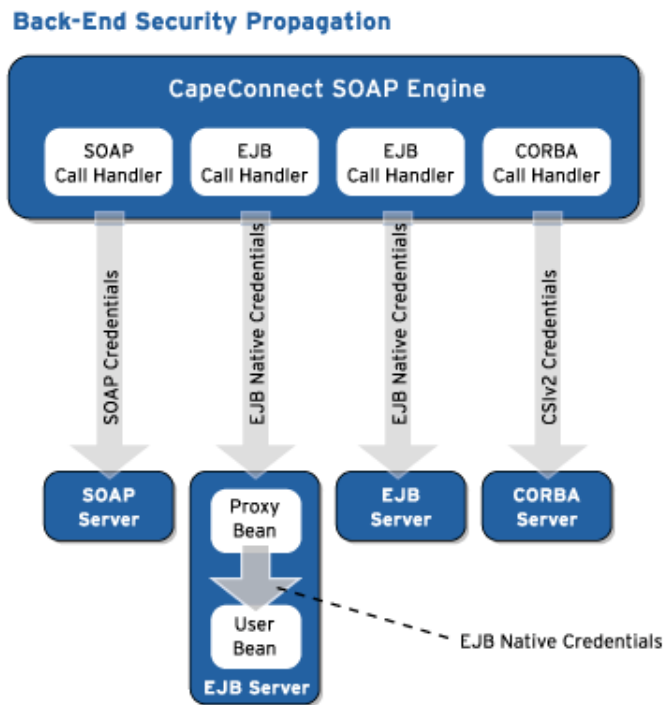 Back-End Security Propagation
CapeConnect SOAP Engine
SOAP
Call Handler
EJB
Call Handler
EJB
Call Handler
CORBA
Call Handler
SOAP Credentials
EJB Native Credentials
EJB Native Credentials
CSIv2 Credentials
SOAP
Server
Proxy
Bean
User
Bean
EJB Server
EJB
Server
CORBA
Server
EJB Native Credentials